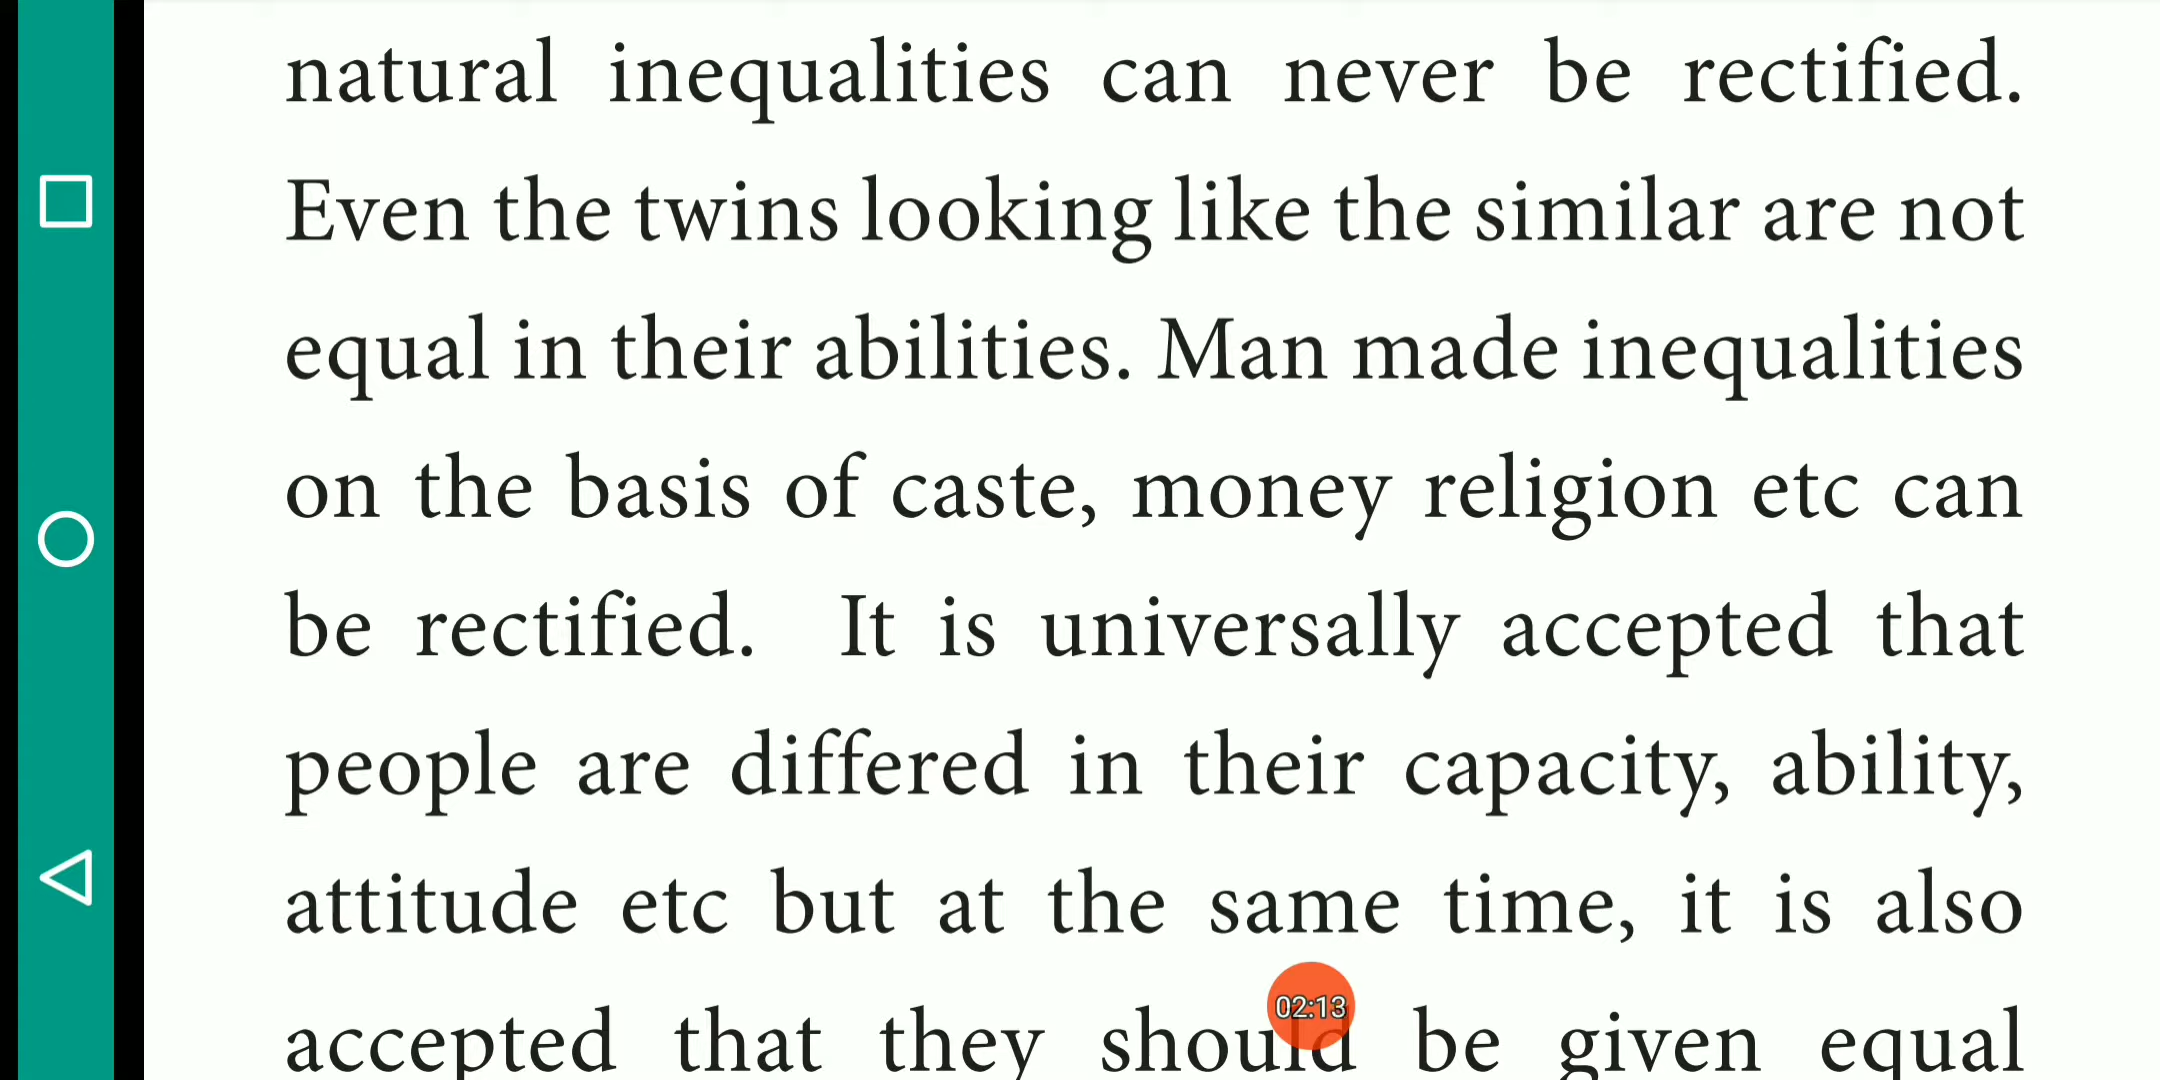 natural inequalities can never be rectified.
Even the twins looking like the similar are not
equal in their abilities. Man made inequalities
on the basis of caste, money religion etc can
be rectified. It is universally accepted that
people are differed in their capacity, ability,
attitude etc but at the same time, it is also
02:13
accepted that they should be given equal